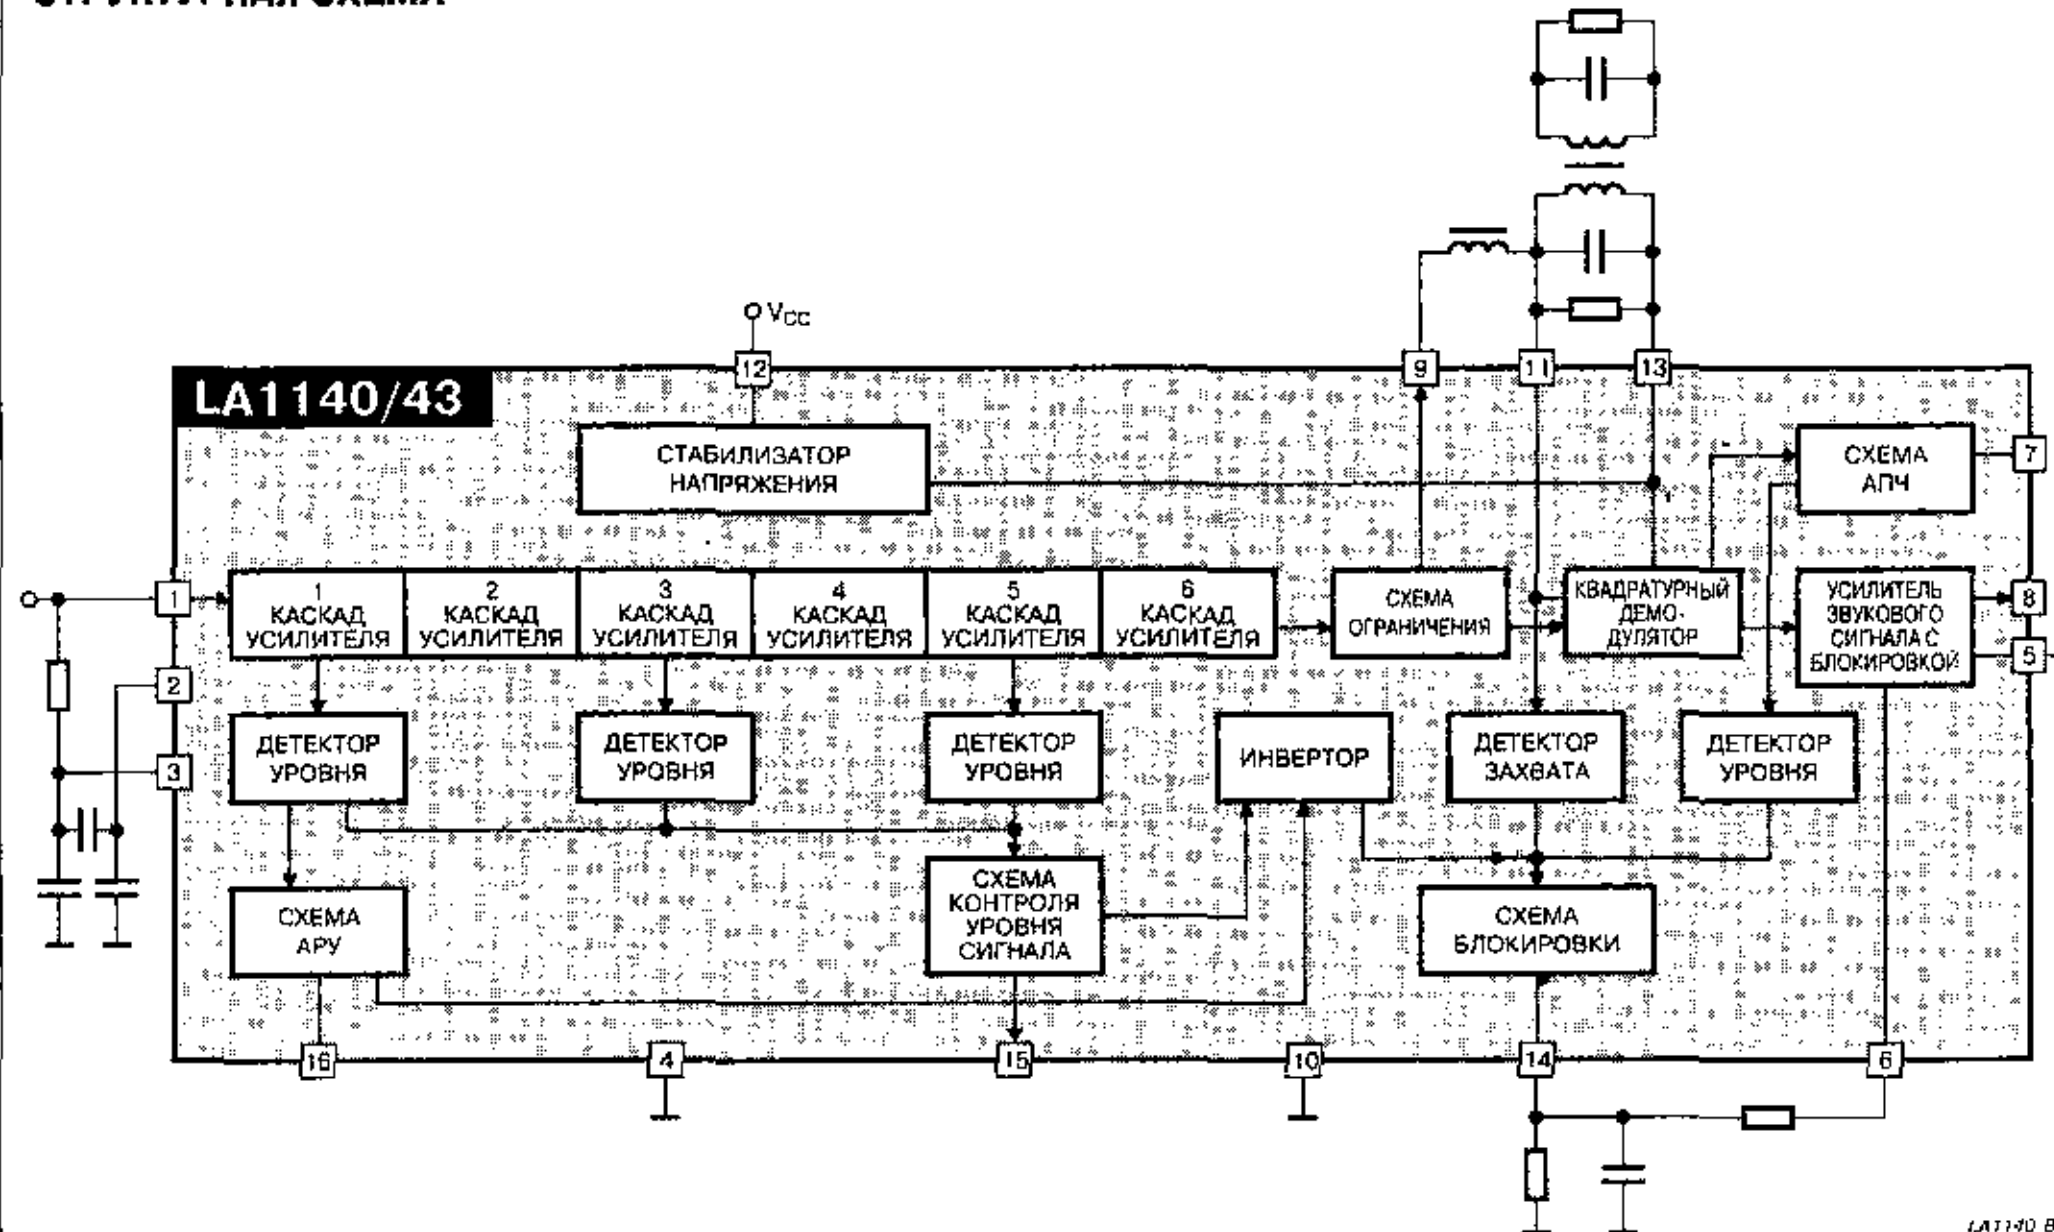 СТРУКТУРНАЯ СХЕМА
VCC
12
9
11
13
LA1140/43
СТАБИЛИЗАТОР
НАПРЯЖЕНИЯ
СХЕМА
АПЧ
7
1
1
КАСКАД
УСИЛИТЕЛЯ
2
КАСКАД
УСИЛИТЕЛЯ
3
КАСКАД
УСИЛИТЕЛЯ
4
КАСКАД
УСИЛИТЕЛЯ
5
КАСКАД
УСИЛИТЕЛЯ
6
КАСКАД
УСИЛИТЕЛЯ
СХЕМА
ОГРАНИЧЕНИЯ
КВАДРАТУРНЫЙ
ДЕМО-
ДУЛЯТОР
УСИЛИТЕЛЬ
ЗВУКОВОГО
СИГНАЛА С
БЛОКИРОВКОЙ
8
5
2
3
ДЕТЕКТОР
УРОВНЯ
ДЕТЕКТОР
УРОВНЯ
ДЕТЕКТОР
УРОВНЯ
ИНВЕРТОР
ДЕТЕКТОР
ЗАХВАТА
ДЕТЕКТОР
УРОВНЯ
СХЕМА
АРУ
СХЕМА
КОНТРОЛЯ
УРОВНЯ
СИГНАЛА
СХЕМА
БЛОКИРОВКИ
16
4
15
10
14
6